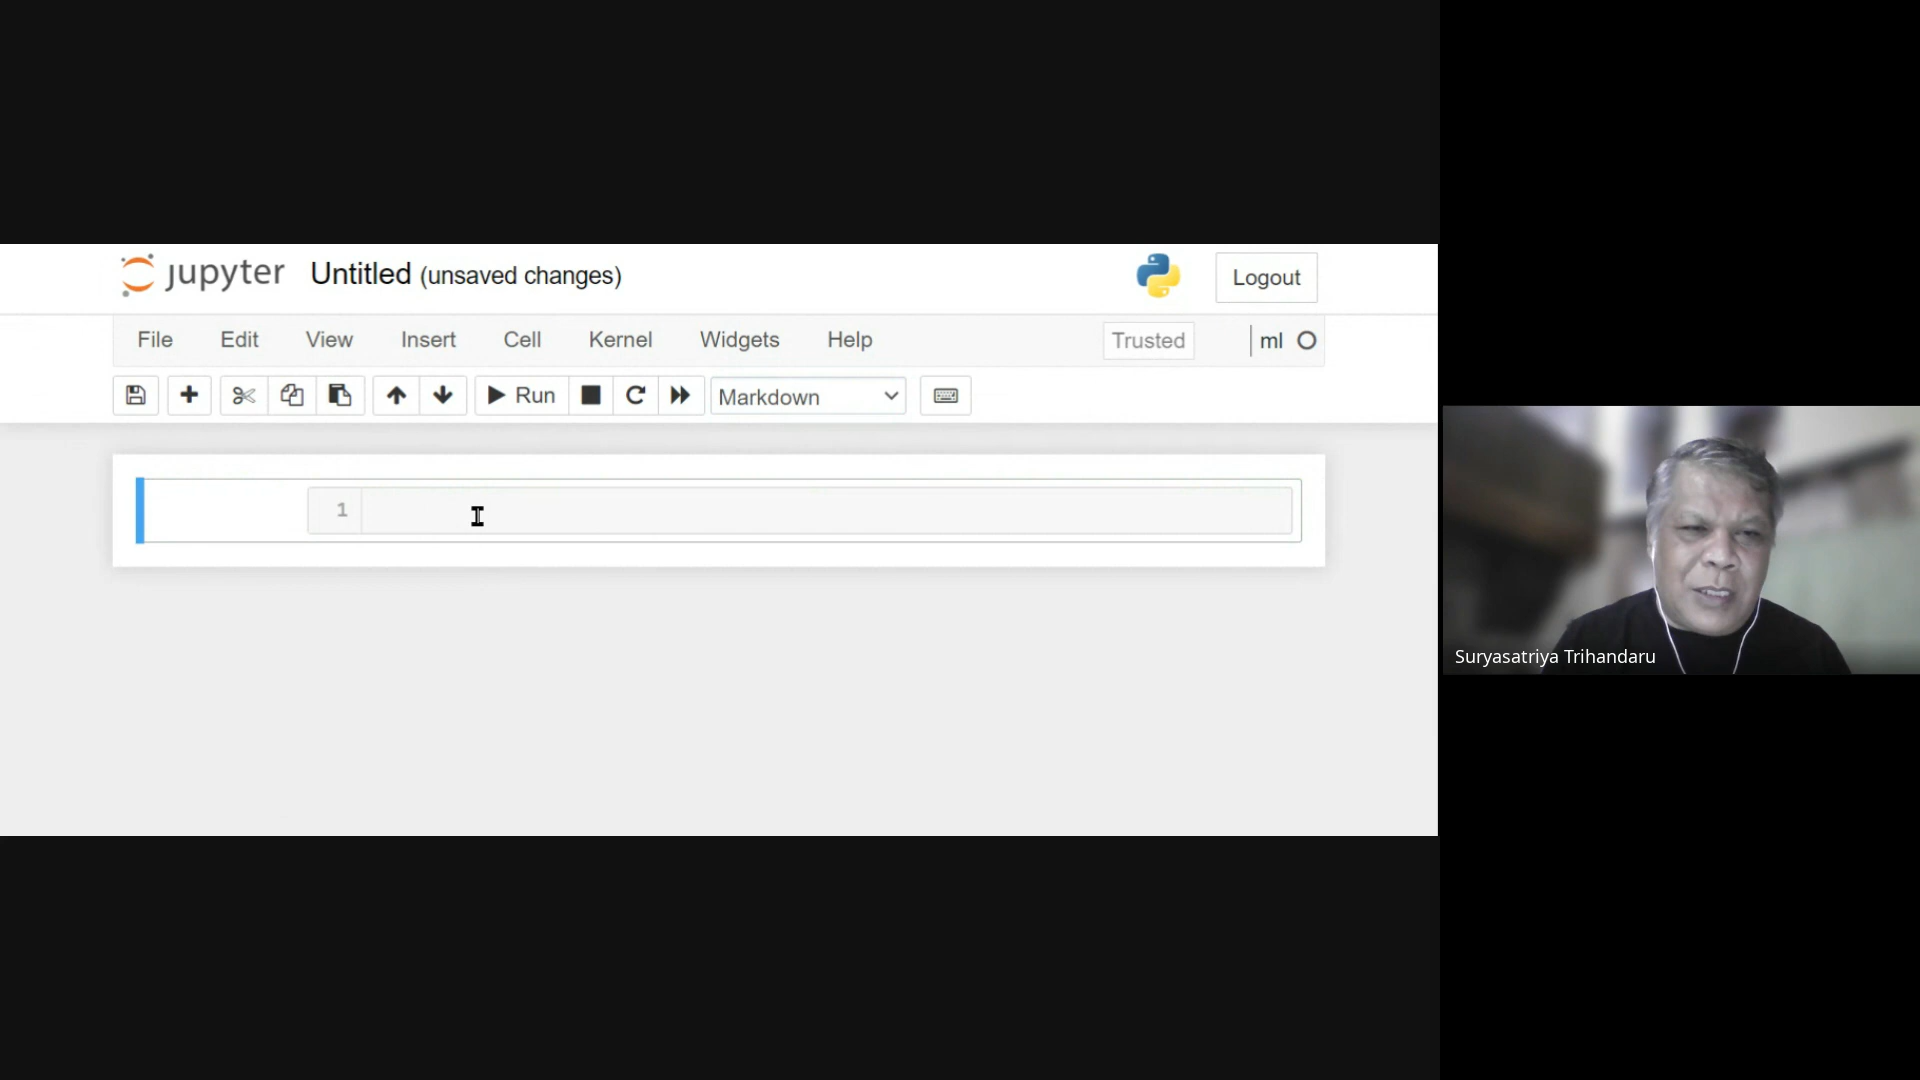 jupyter Untitled (unsaved changes) Logout
File Edit View Insert Cell Kernel Widgets Help Trusted ml
Run Markdown
1
Suryasatriya Trihandaru